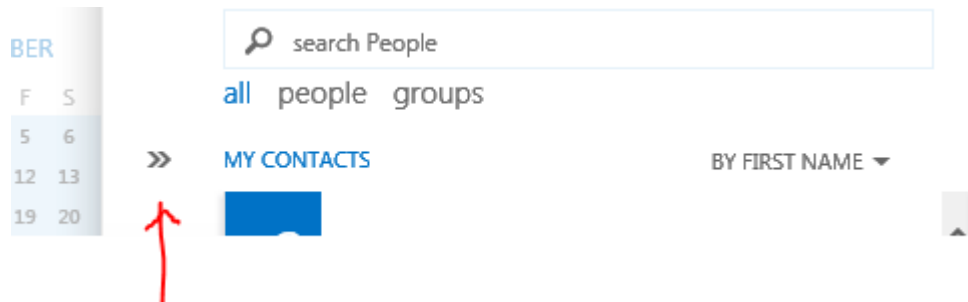 search People
BER
all people groups
F S
5 6
» MY CONTACTS BY FIRST NAME
12 13
19 20